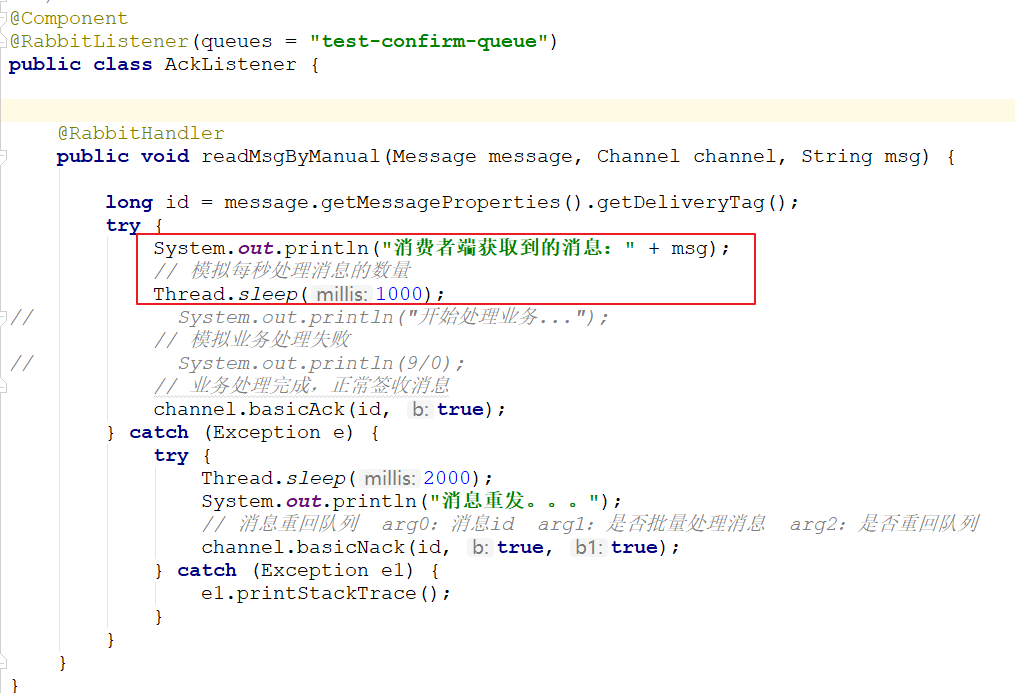 @Component
@RabbitListener(queues = "test-confirm-queue")
public class AckListener {
@RabbitHandler
public void readMsgByManual(Message message, Channel channel, String msg) {
long id = message.getMessageProperties().getDeliveryTag();
try {
System.out.println("消费者端获取到的消息：" + msg);
// 模拟每秒处理消息的数量
Thread.sleep( millis: 1000);
// System.out.println("开始处理业务...");
// 模拟业务处理失败
// System.out.println(9/0);
// 业务处理完成，正常签收消息
channel.basicAck(id, b: true);
} catch (Exception e) {
try {
Thread.sleep( millis: 2000);
System.out.println("消息重发。。。");
// 消息重回队列 arg0：消息id arg1：是否批量处理消息 arg2：是否重回队列
channel.basicNack(id, b: true, b1: true);
} catch (Exception e1) {
e1.printStackTrace();
}
}
}
}